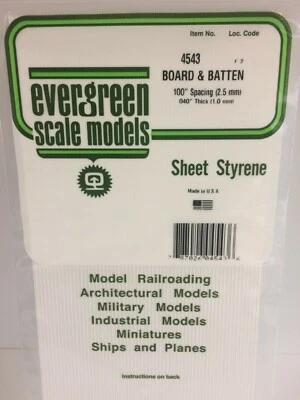 Item No. Loc. Code
4543
BOARD & BATTEN
100" Spacing (2.5 mm)
040" Thick (1.0 mm)
evergreen
scale models
Sheet Styrene
Made in U S A
Model Railroading
Architectural Models
Military Models
Industrial Models
Miniatures
Ships and Planes
Instructions on back